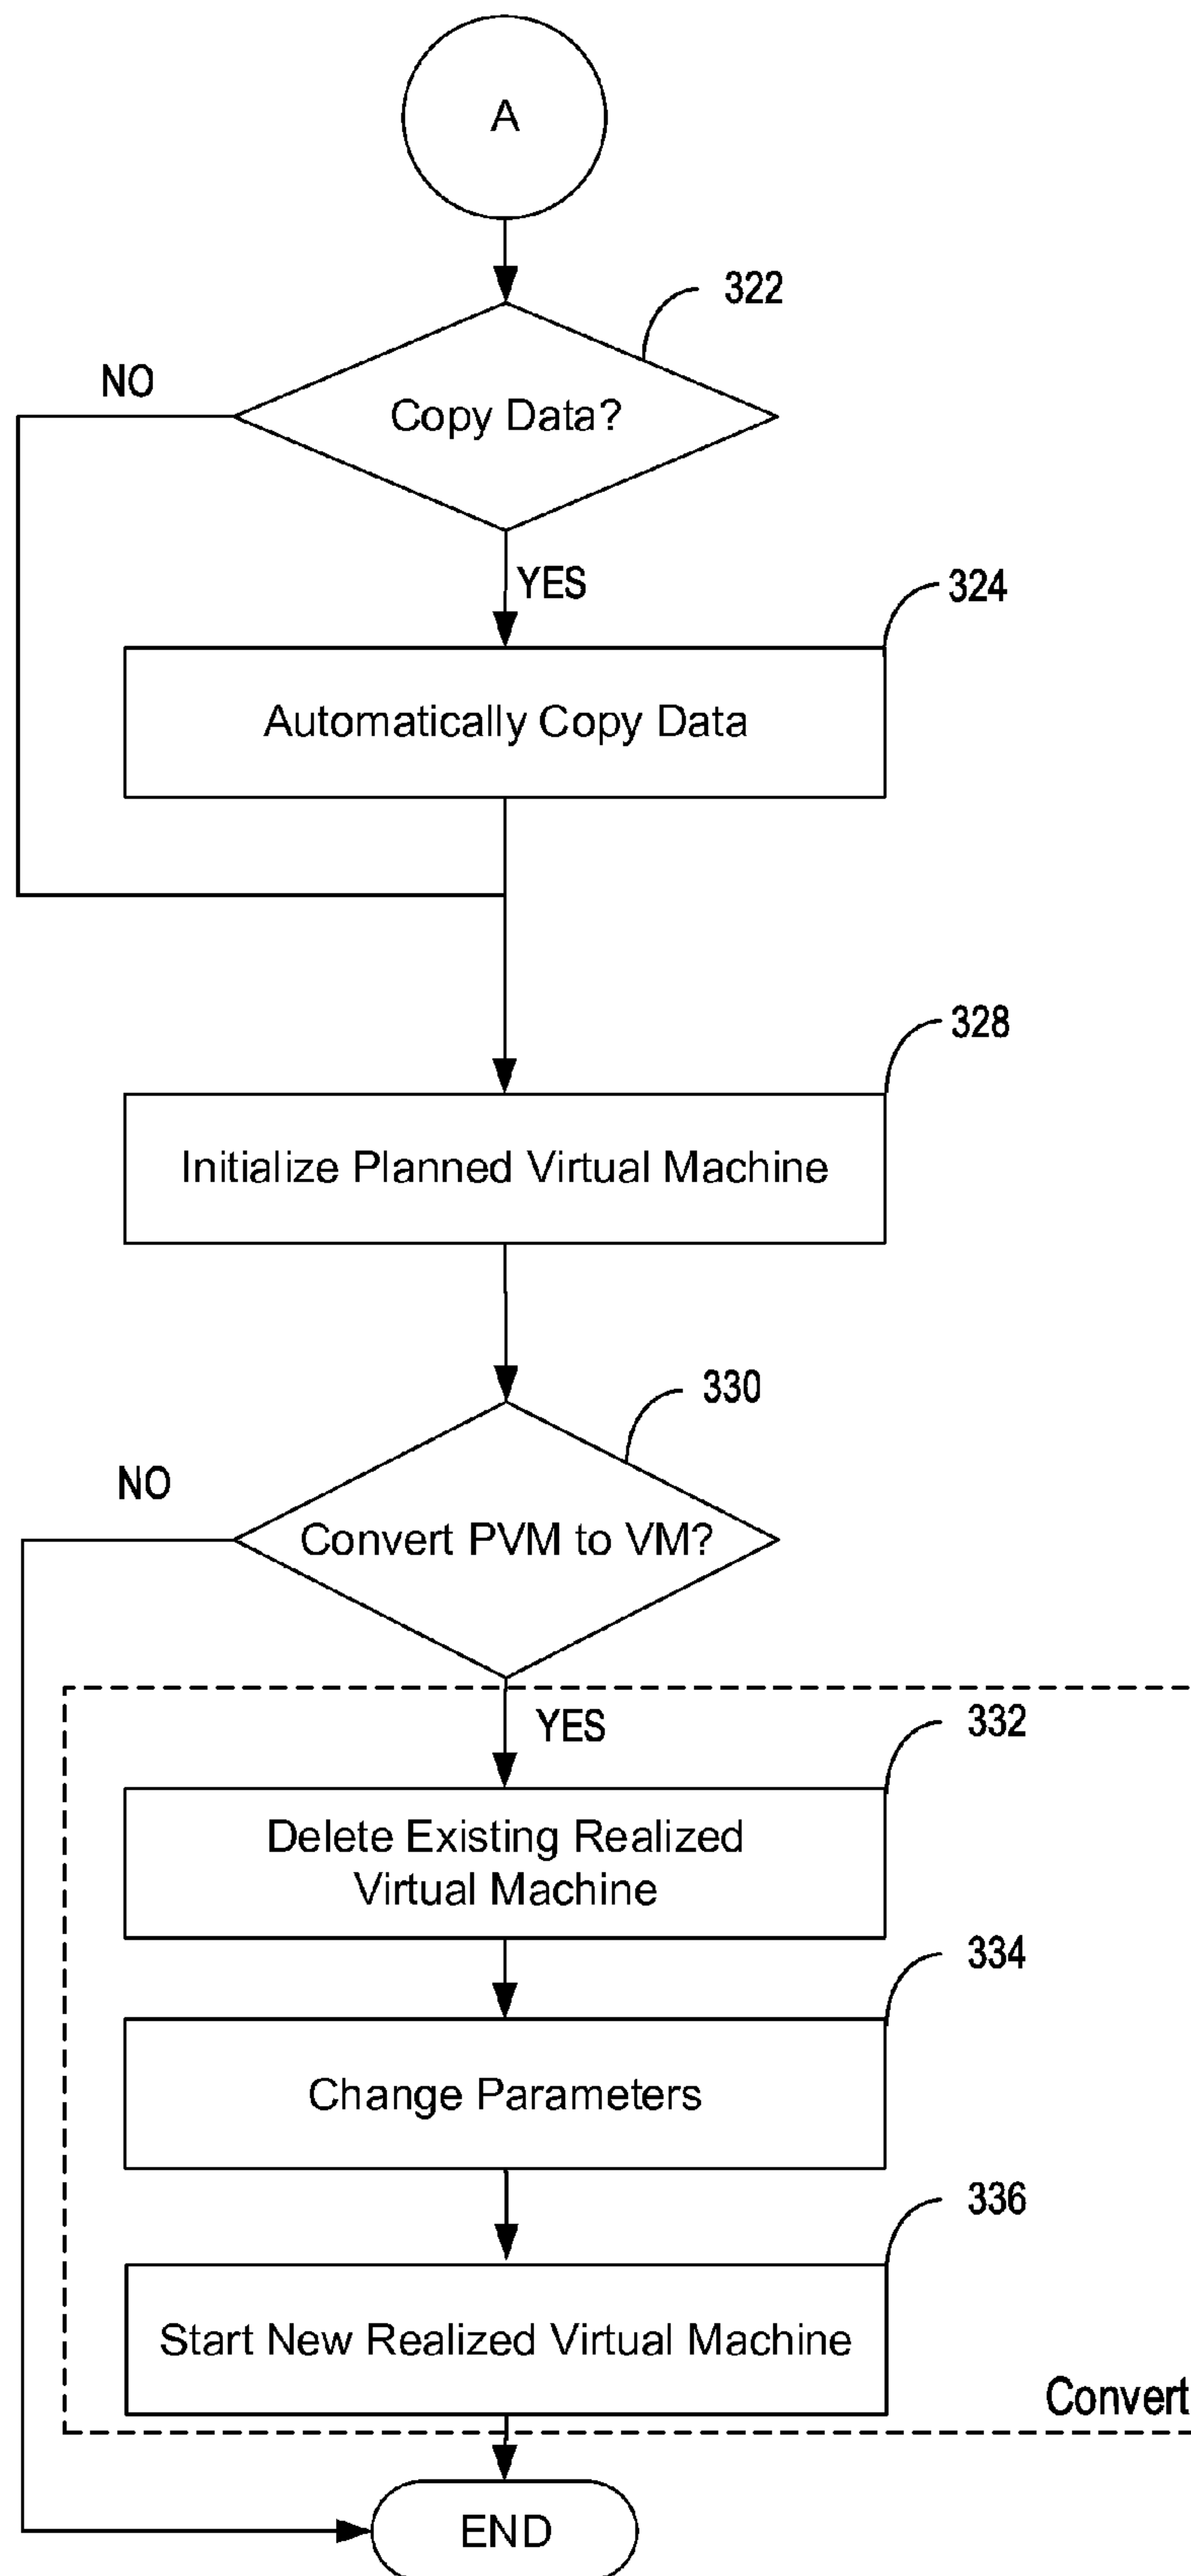 A
322
NO
Copy Data?
YES
324
Automatically Copy Data
328
Initialize Planned Virtual Machine
330
NO
Convert PVM to VM?
YES
332
Delete Existing Realized
Virtual Machine
334
Change Parameters
336
Start New Realized Virtual Machine
Convert
END